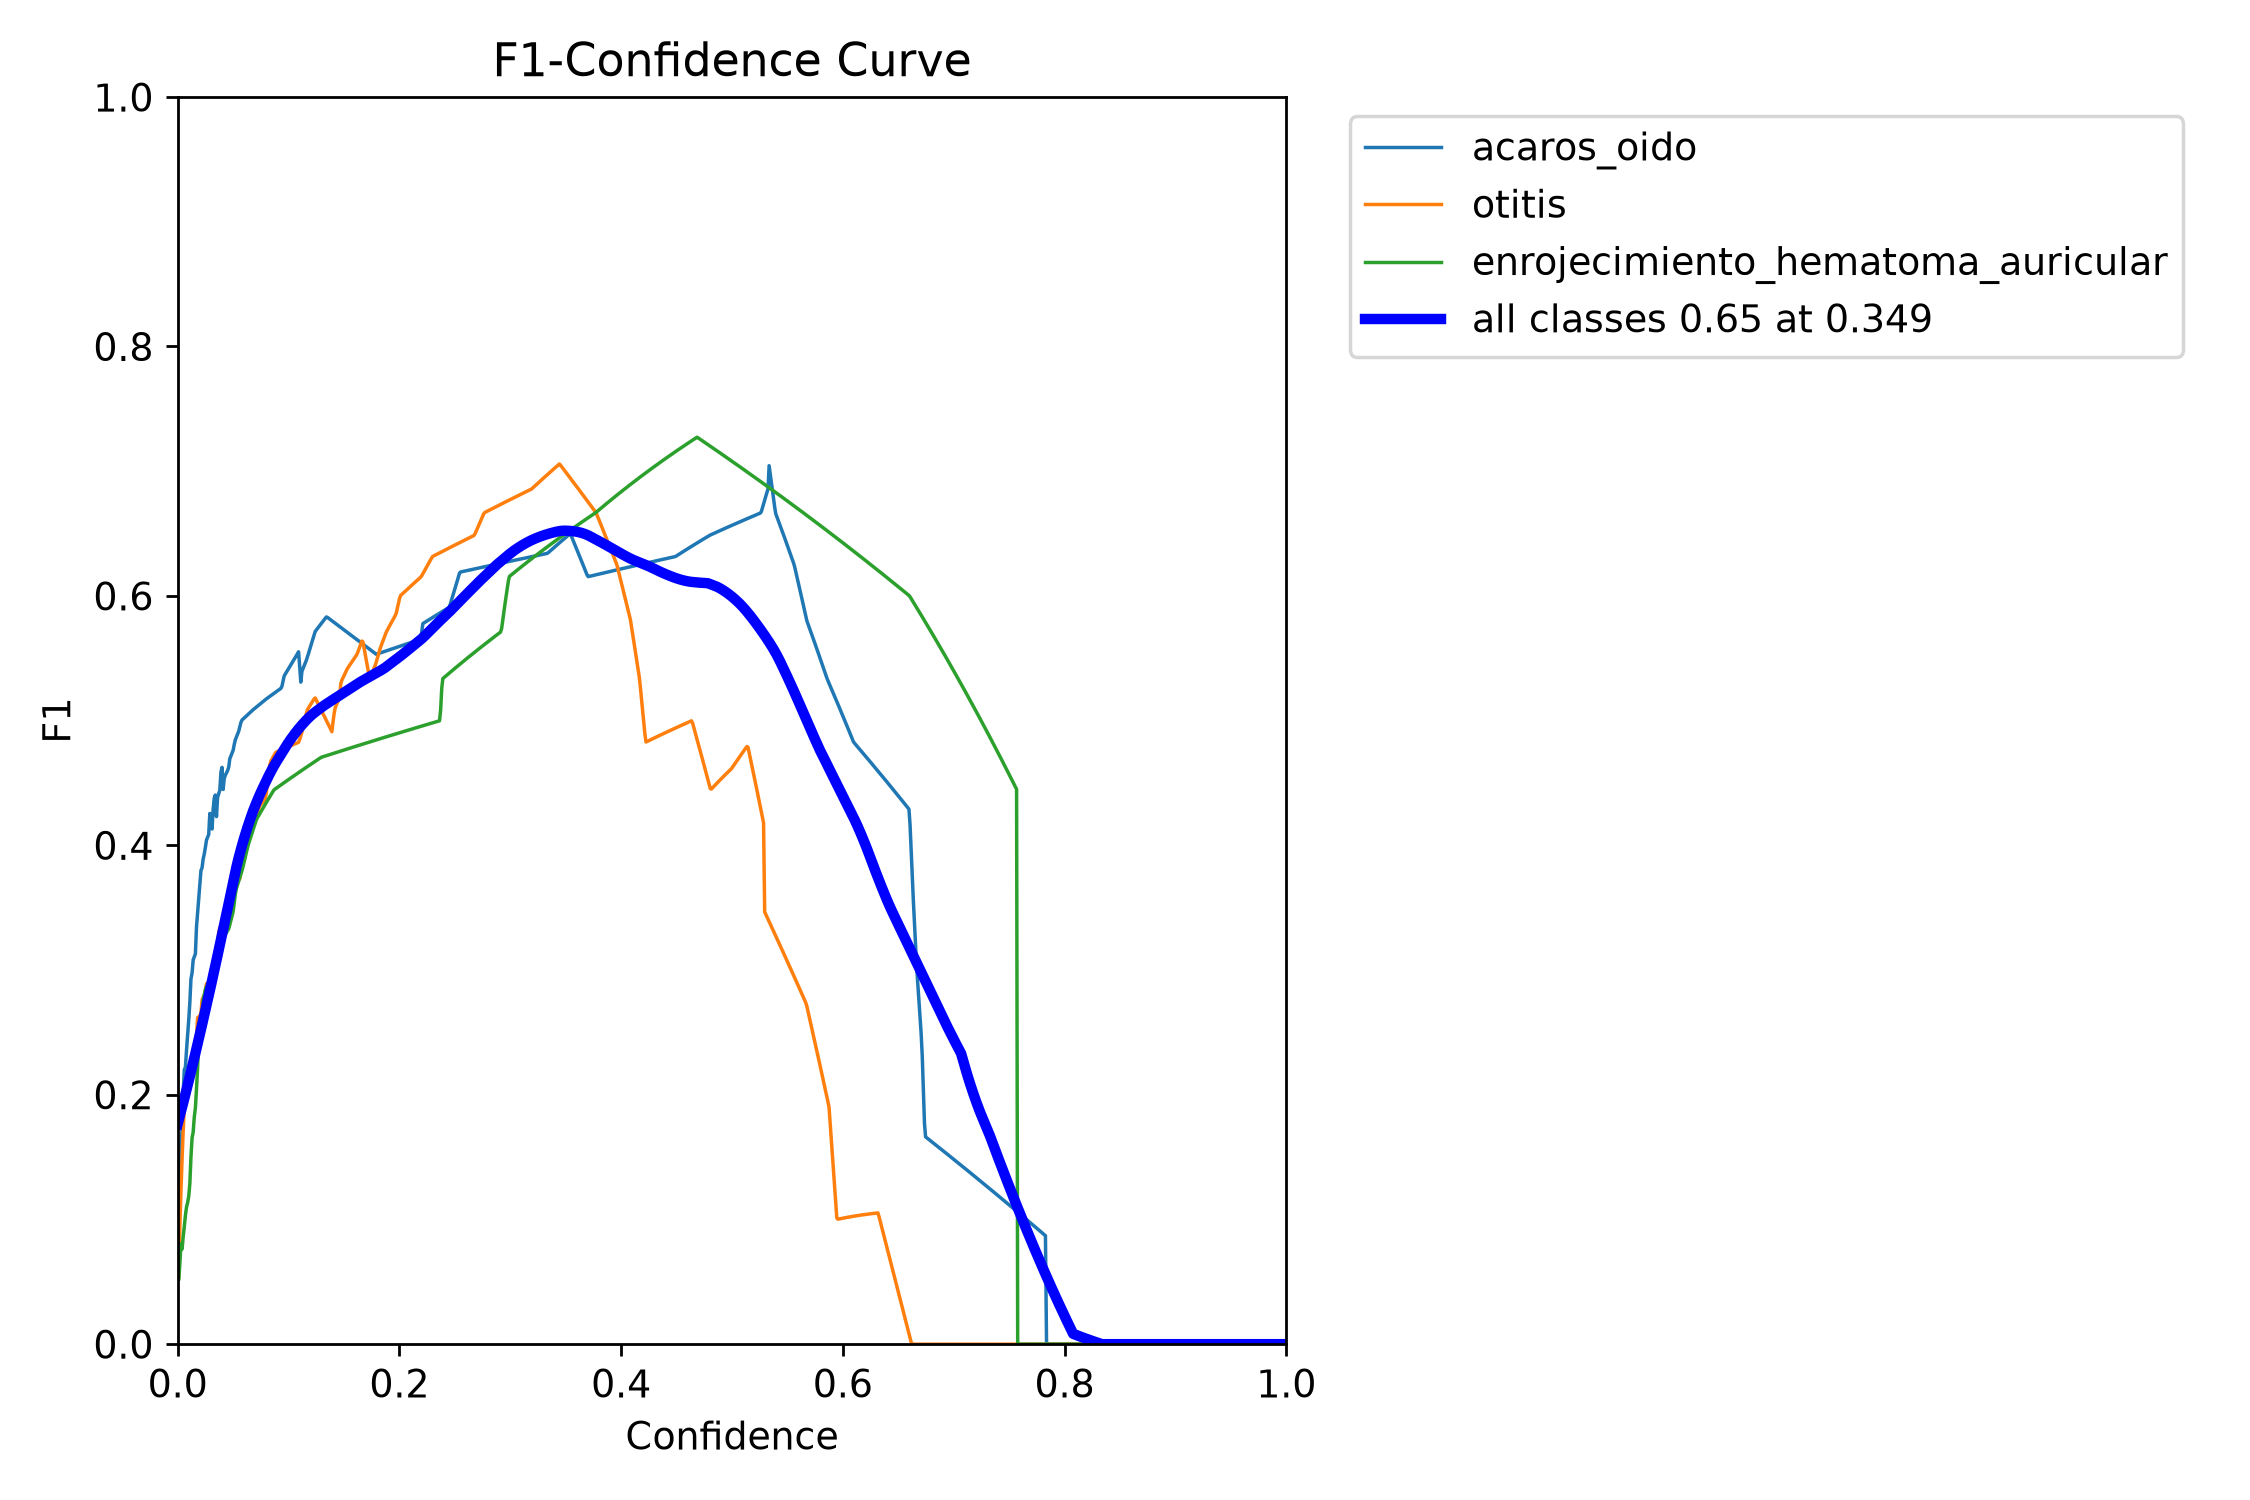 F1-Confidence Curve
1.0
0.8
0.6
0.4
0.2
0.0
F1
0.0 0.2 0.4 0.6 0.8 1.0
Confidence
acaros_oido
otitis
enrojecimiento_hematoma_auricular
all classes 0.65 at 0.349